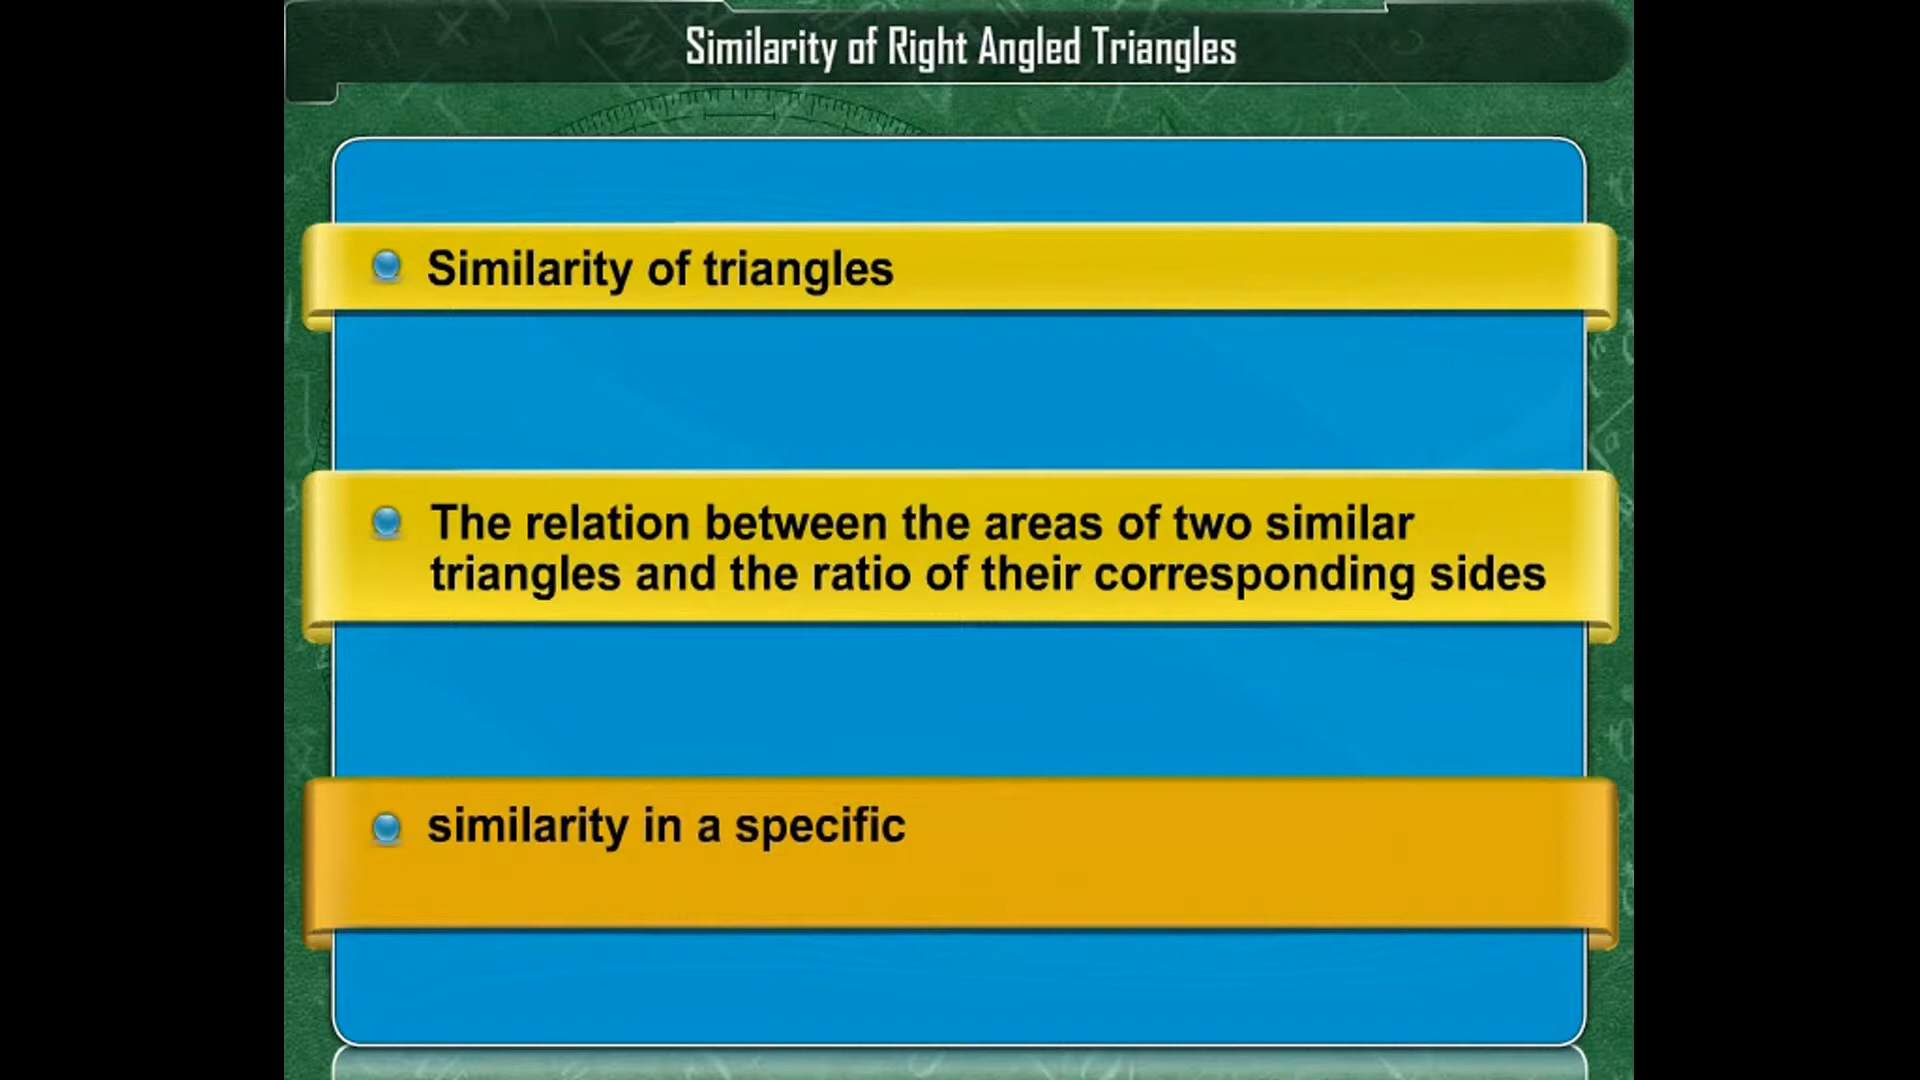 Similarity of Right Angled Triangles
Similarity of triangles
The relation between the areas of two similar
triangles and the ratio of their corresponding sides
similarity in a specific